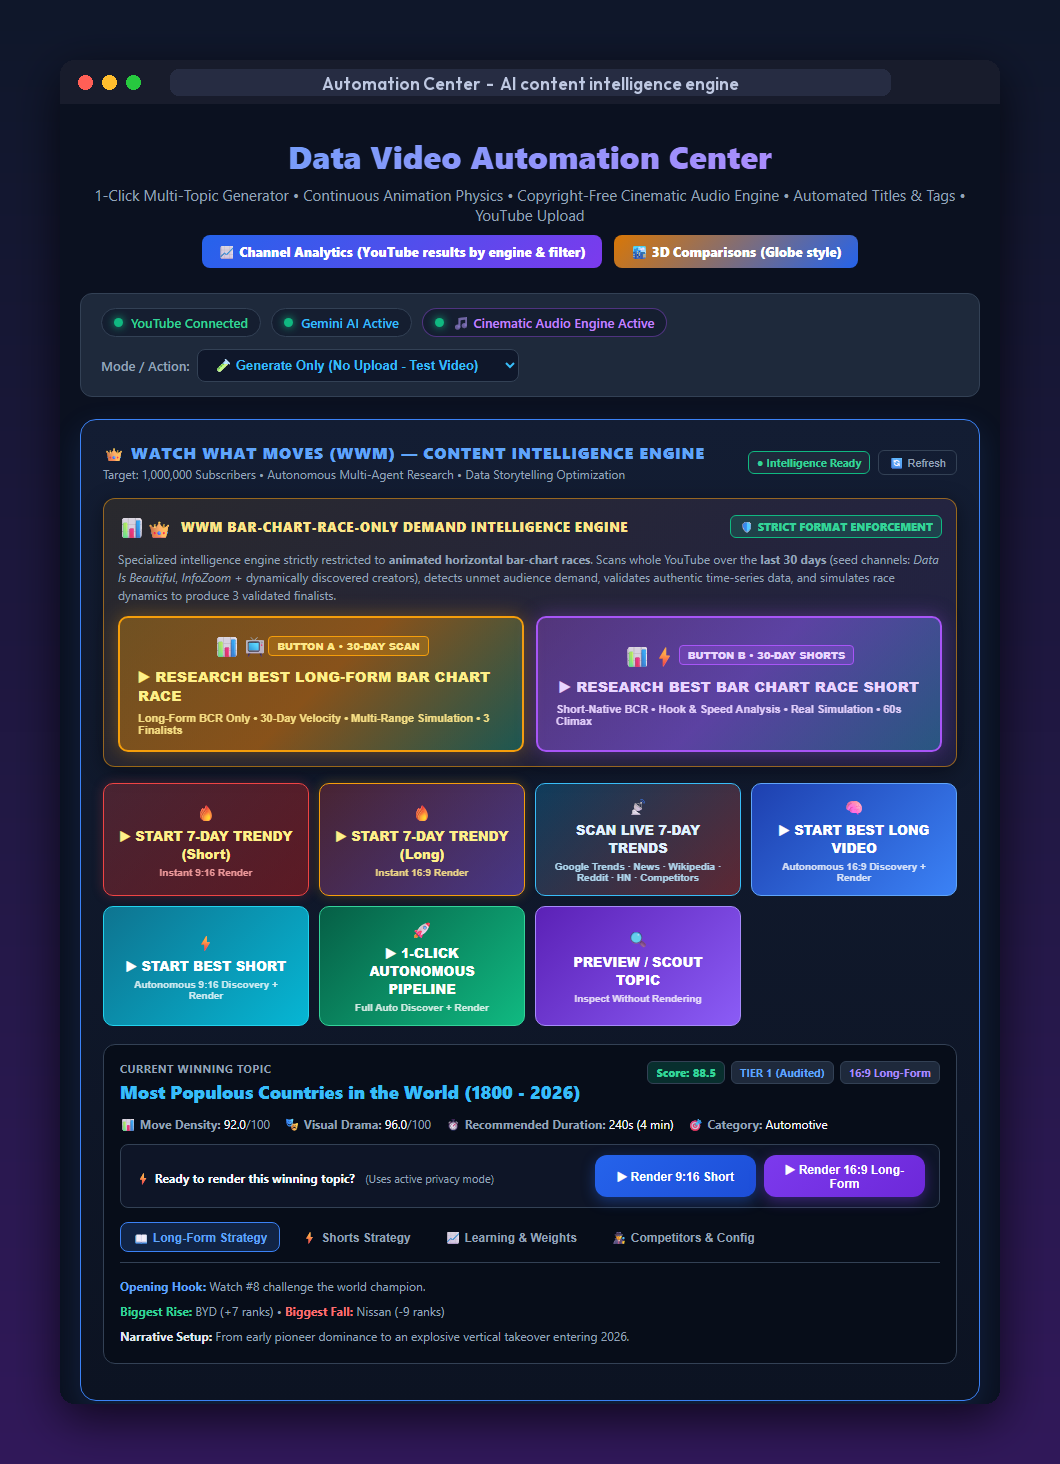 Automation Center - AI content intelligence engine
Data Video Automation Center
1-Click Multi-Topic Generator • Continuous Animation Physics • Copyright-Free Cinematic Audio Engine • Automated Titles & Tags •
YouTube Upload
📈 Channel Analytics (YouTube results by engine & filter)
3D Comparisons (Globe style)
YouTube Connected
Gemini AI Active
🎵 Cinematic Audio Engine Active
Mode / Action:
🧪 Generate Only (No Upload - Test Video)
👑 WATCH WHAT MOVES (WWM) — CONTENT INTELLIGENCE ENGINE
Target: 1,000,000 Subscribers • Autonomous Multi-Agent Research • Data Storytelling Optimization
● Intelligence Ready
Refresh
📊 👑 WWM BAR-CHART-RACE-ONLY DEMAND INTELLIGENCE ENGINE
🛡️ STRICT FORMAT ENFORCEMENT
Specialized intelligence engine strictly restricted to animated horizontal bar-chart races. Scans whole YouTube over the last 30 days (seed channels: Data
Is Beautiful, InfoZoom + dynamically discovered creators), detects unmet audience demand, validates authentic time-series data, and simulates race
dynamics to produce 3 validated finalists.
📊 📺 BUTTON A • 30-DAY SCAN
▶ RESEARCH BEST LONG-FORM BAR CHART
RACE
Long-Form BCR Only • 30-Day Velocity • Multi-Range Simulation • 3
Finalists
📊 ⚡ BUTTON B • 30-DAY SHORTS
▶ RESEARCH BEST BAR CHART RACE SHORT
Short-Native BCR • Hook & Speed Analysis • Real Simulation • 60s
Climax
🔥
▶ START 7-DAY TRENDY
(Short)
Instant 9:16 Render
🔥
▶ START 7-DAY TRENDY
(Long)
Instant 16:9 Render
📡
SCAN LIVE 7-DAY
TRENDS
Google Trends · News · Wikipedia ·
Reddit · HN · Competitors
🧠
▶ START BEST LONG
VIDEO
Autonomous 16:9 Discovery +
Render
⚡
▶ START BEST SHORT
Autonomous 9:16 Discovery +
Render
🚀
▶ 1-CLICK
AUTONOMOUS
PIPELINE
Full Auto Discover + Render
🔍
PREVIEW / SCOUT
TOPIC
Inspect Without Rendering
CURRENT WINNING TOPIC
Score: 88.5
TIER 1 (Audited)
16:9 Long-Form
Most Populous Countries in the World (1800 - 2026)
📊 Move Density: 92.0/100
🎭 Visual Drama: 96.0/100
⏰ Recommended Duration: 240s (4 min)
🎯 Category: Automotive
⚡ Ready to render this winning topic? (Uses active privacy mode)
▶ Render 9:16 Short
▶ Render 16:9 Long-
Form
📖 Long-Form Strategy
⚡ Shorts Strategy
📈 Learning & Weights
Competitors & Config
Opening Hook: Watch #8 challenge the world champion.
Biggest Rise: BYD (+7 ranks) • Biggest Fall: Nissan (-9 ranks)
Narrative Setup: From early pioneer dominance to an explosive vertical takeover entering 2026.